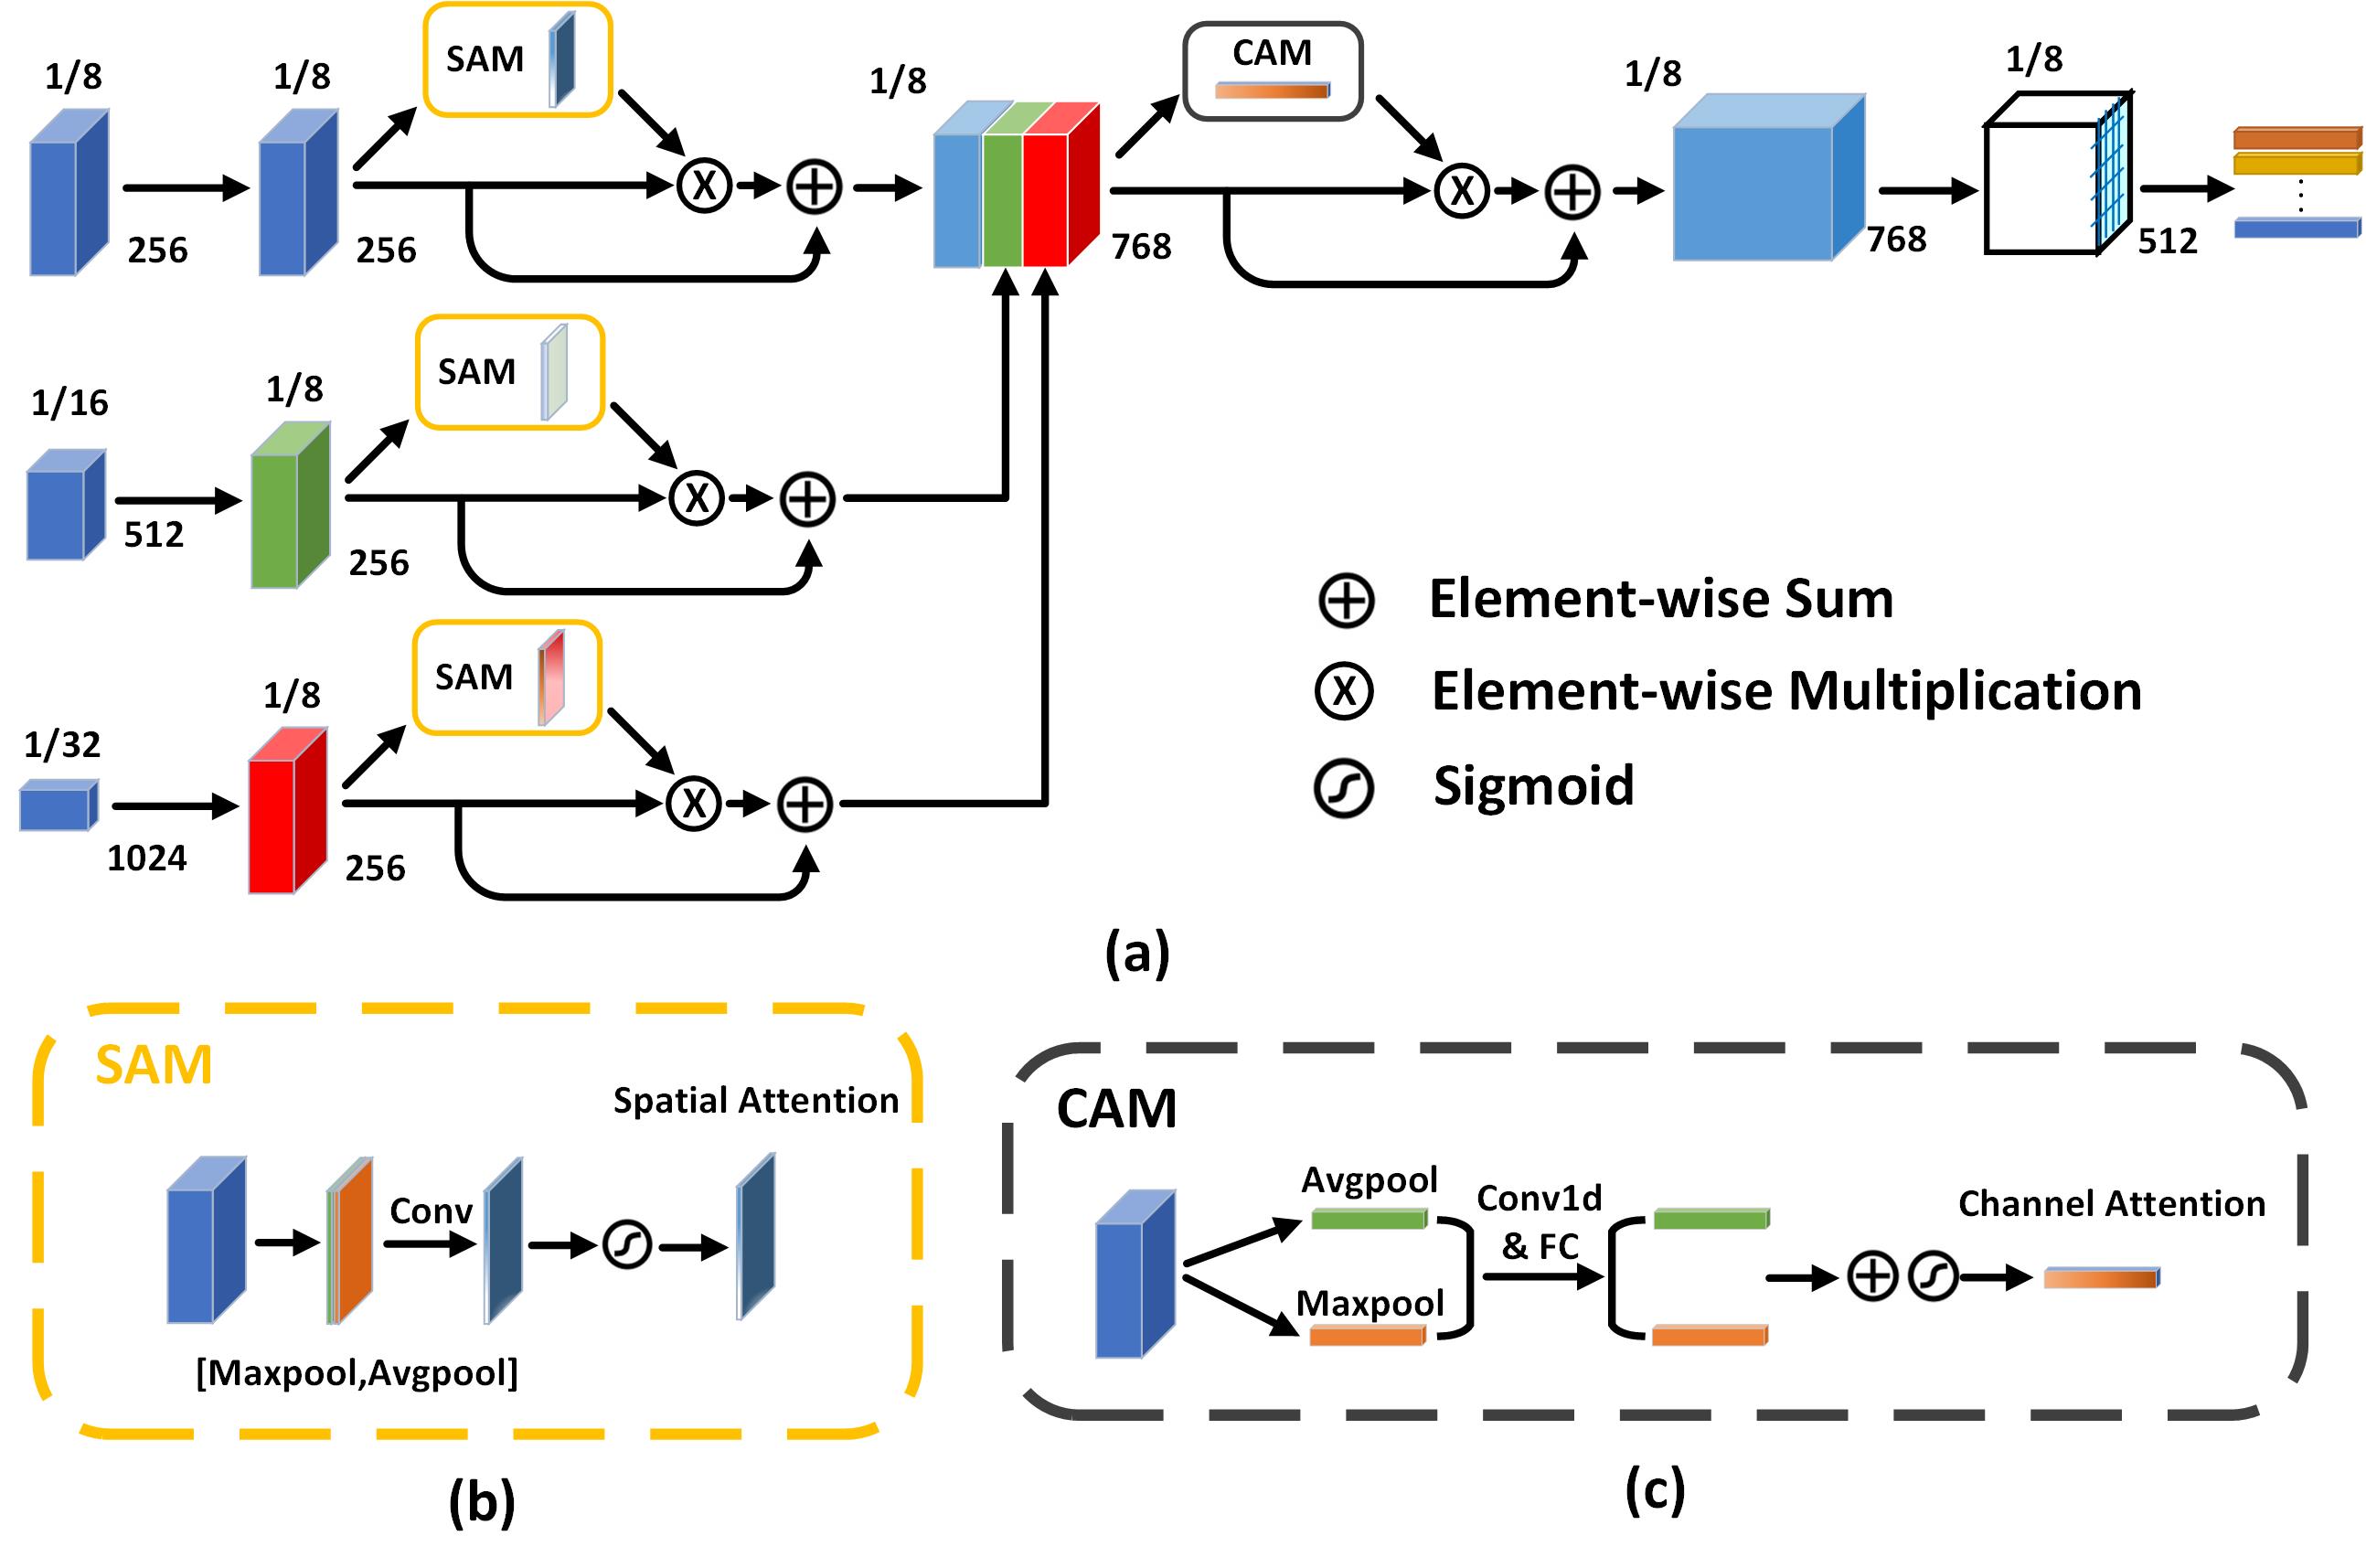 1/8
1/8
SAM
1/8
CAM
1/8
1/8
256
256
768
768
512
X
X
1/16
1/8
SAM
512
256
X
1/32
1/8
SAM
1024
256
X
Element-wise Sum
X
Element-wise Multiplication
Sigmoid
(a)
SAM
Spatial Attention
Conv
[Maxpool,Avgpool]
(b)
CAM
Avgpool
Maxpool
Conv1d
& FC
Channel Attention
(c)